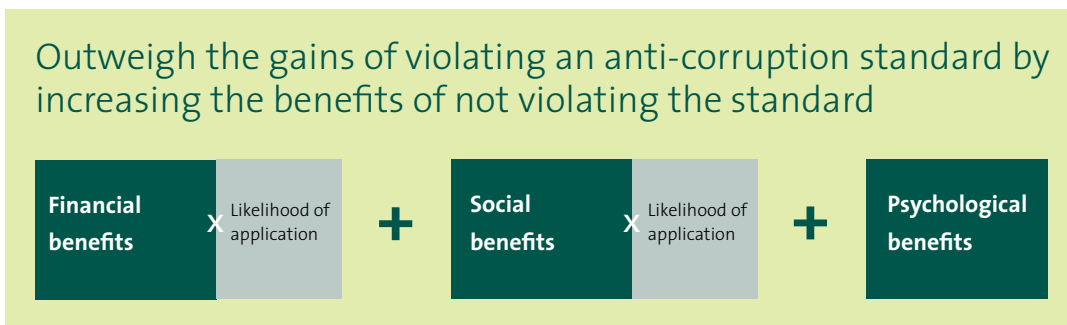 Outweigh the gains of violating an anti-corruption standard by
increasing the benefits of not violating the standard
Financial
benefits
x
Likelihood of
application
+
Social
benefits
x
Likelihood of
application
+
Psychological
benefits